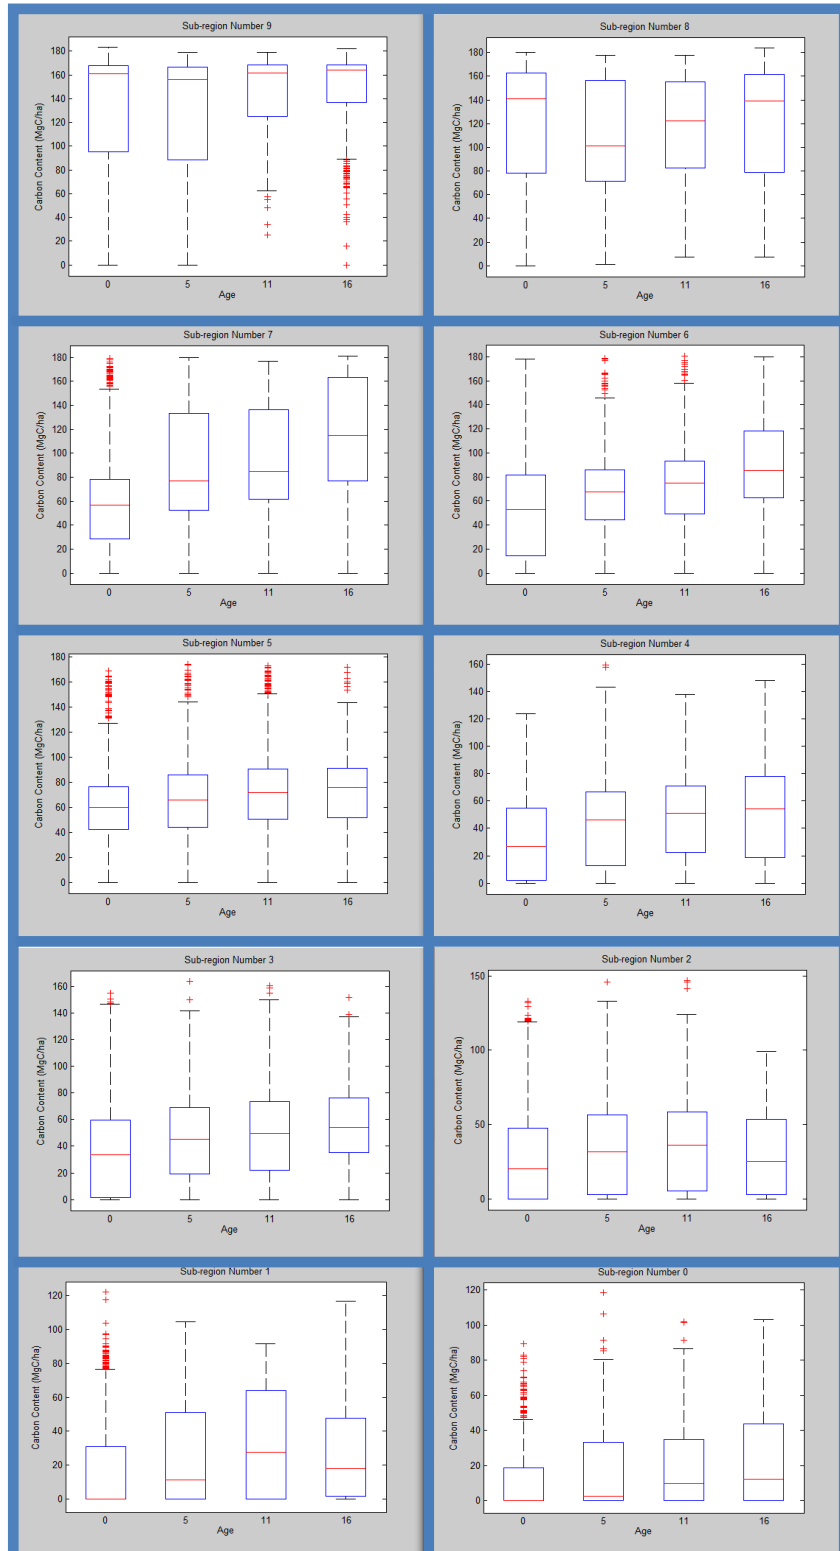 Sub-region Number 9
180
160
140
120
100
80
60
40
20
0
Carbon Content (MgC/ha)
0 5 11 16
Age
Sub-region Number 8
180
160
140
120
100
80
60
40
20
0
Carbon Content (MgC/ha)
0 5 11 16
Age
Sub-region Number 7
180
160
140
120
100
80
60
40
20
0
Carbon Content (MgC/ha)
0 5 11 16
Age
Sub-region Number 6
180
160
140
120
100
80
60
40
20
0
Carbon Content (MgC/ha)
0 5 11 16
Age
Sub-region Number 5
180
160
140
120
100
80
60
40
20
0
Carbon Content (MgC/ha)
0 5 11 16
Age
Sub-region Number 4
160
140
120
100
80
60
40
20
0
Carbon Content (MgC/ha)
0 5 11 16
Age
Sub-region Number 3
160
140
120
100
80
60
40
20
0
Carbon Content (MgC/ha)
0 5 11 16
Age
Sub-region Number 2
150
100
50
0
Carbon Content (MgC/ha)
0 5 11 16
Age
Sub-region Number 1
120
100
80
60
40
20
0
Carbon Content (MgC/ha)
0 5 11 16
Age
Sub-region Number 0
120
100
80
60
40
20
0
Carbon Content (MgC/ha)
0 5 11 16
Age